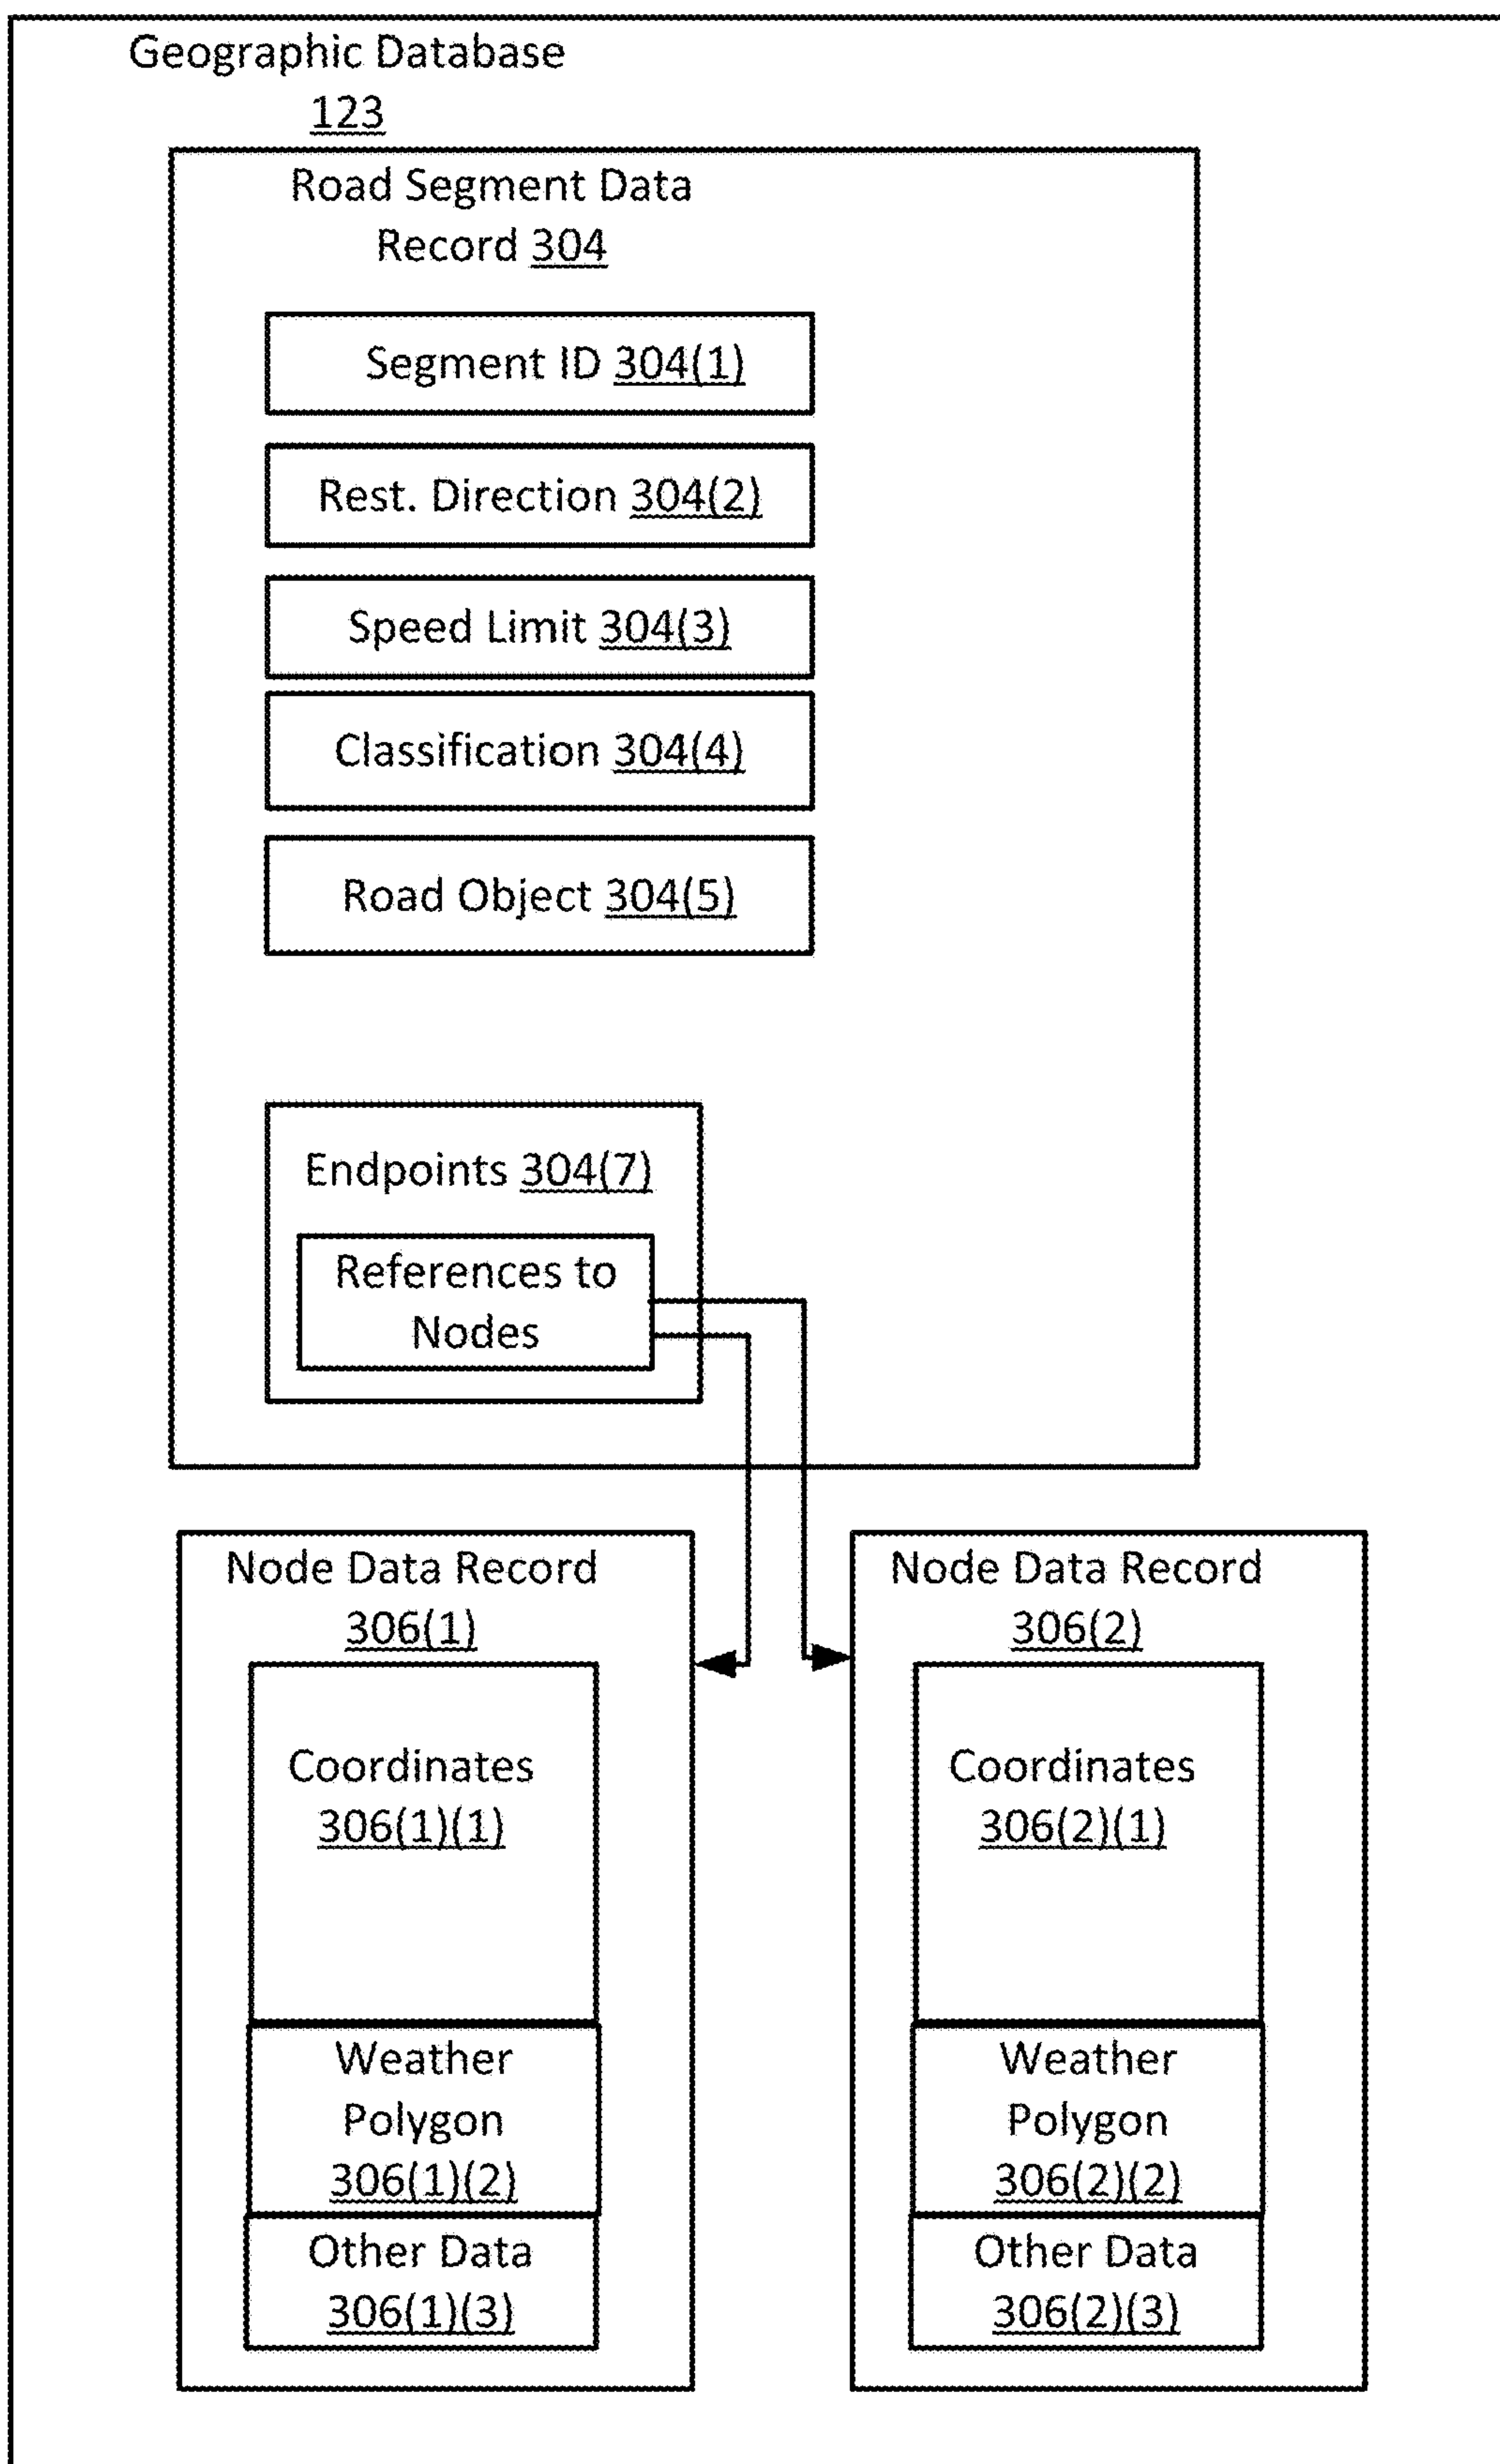 Geographic Database
123
Road Segment Data
Record 304
Segment ID 304(1)
Rest. Direction 304(2)
Speed Limit 304(3)
Classification 304(4)
Road Object 304(5)
Endpoints 304(7)
References to
Nodes
Node Data Record
306(1)
Coordinates
306(1)(1)
Weather
Polygon
306(1)(2)
Other Data
306(1)(3)
Node Data Record
306(2)
Coordinates
306(2)(1)
Weather
Polygon
306(2)(2)
Other Data
306(2)(3)